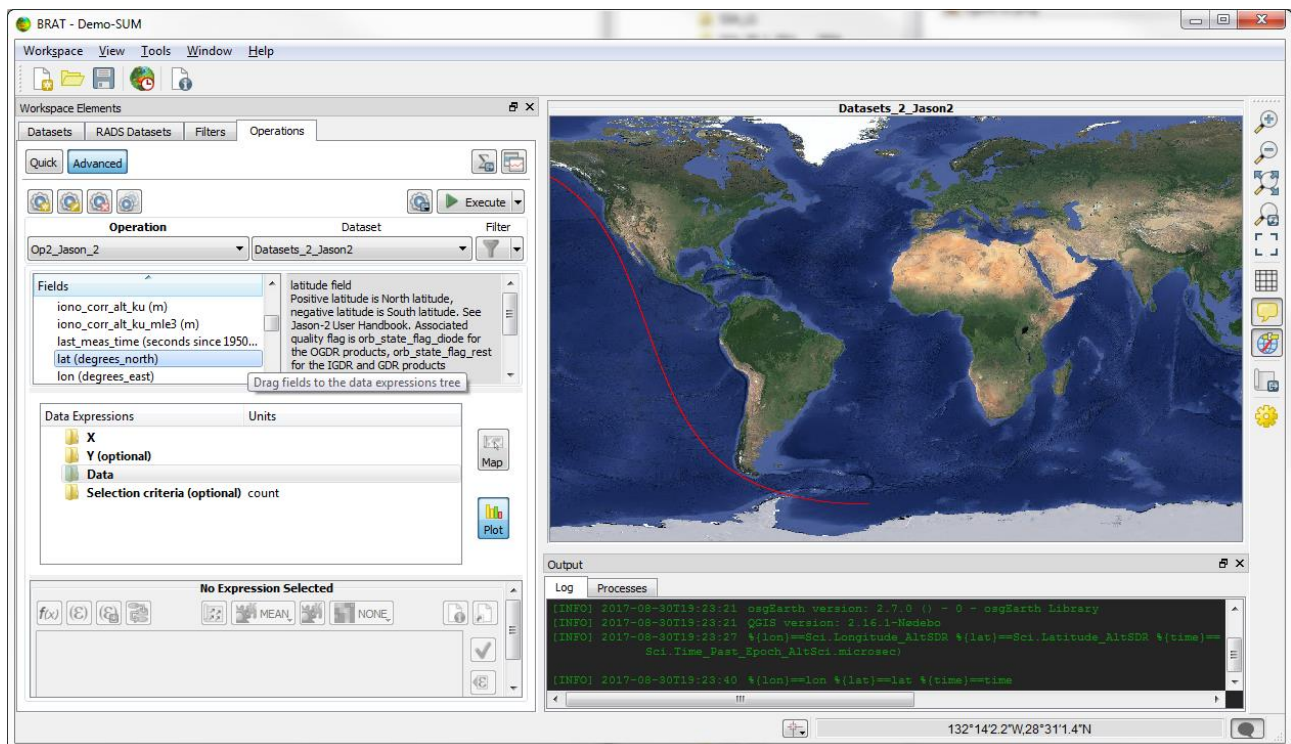 BRAT - Demo-SUM
Workspace View Tools Window Help
Workspace Elements
Datasets RADS Datasets Filters Operations
Quick Advanced
Execute
Operation Dataset Filter
Op2_Jason_2 Datasets_2_Jason2
Fields
iono_corr_alt_ku (m)
iono_corr_alt_ku_mle3 (m)
last_meas_time (seconds since 1950...
lat (degrees_north)
lon (degrees_east)
latitude field
Positive latitude is North latitude,
negative latitude is South latitude. See
Jason-2 User Handbook. Associated
quality flag is orb_state_flag_diode for
the OGDR products, orb_state_flag_rest
for the IGDR and GDR products
Drag fields to the data expressions tree
Data Expressions Units
X
Y (optional)
Data
Selection criteria (optional) count
Map
Plot
No Expression Selected
f(x) (ε) MEAN NONE
Datasets_2_Jason2
Output
Log Processes
[INFO] 2017-08-30T19:23:21 osgEarth version: 2.7.0 () - 0 - osgEarth Library
[INFO] 2017-08-30T19:23:21 QGIS version: 2.16.1-Nødebo
[INFO] 2017-08-30T19:23:27 %{lon}==Sci.Longitude_AltSDR %{lat}==Sci.Latitude_AltSDR %{time}==
Sci.Time_Past_Epoch_AltSci.microsec)
[INFO] 2017-08-30T19:23:40 %{lon}==lon %{lat}==lat %{time}==time
132°14'2.2"W,28°31'1.4"N